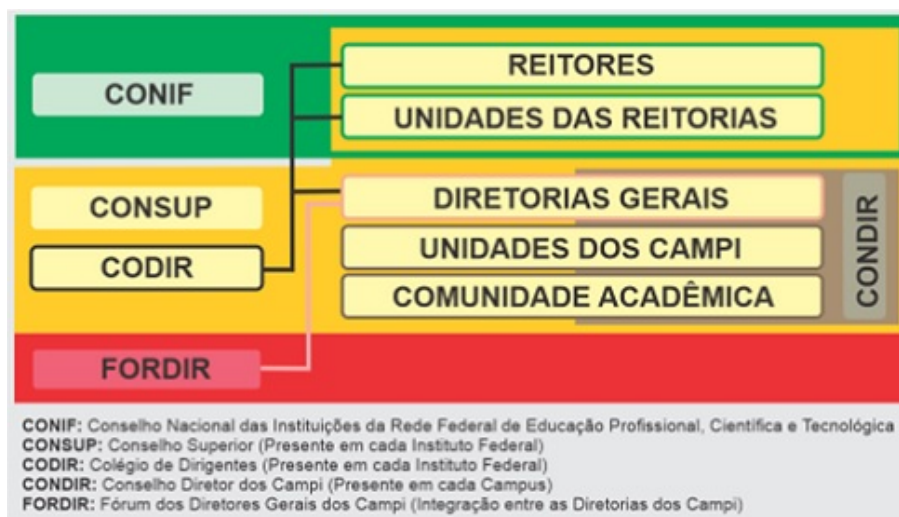 CONIF
REITORES
UNIDADES DAS REITORIAS
CONSUP
CODIR
DIRETORIAS GERAIS
UNIDADES DOS CAMPI
COMUNIDADE ACADÊMICA
CONDIR
FORDIR
CONIF: Conselho Nacional das Instituições da Rede Federal de Educação Profissional, Científica e Tecnológica
CONSUP: Conselho Superior (Presente em cada Instituto Federal)
CODIR: Colégio de Dirigentes (Presente em cada Instituto Federal)
CONDIR: Conselho Diretor dos Campi (Presente em cada Campus)
FORDIR: Fórum dos Diretores Gerais dos Campi (Integração entre as Diretorias dos Campi)